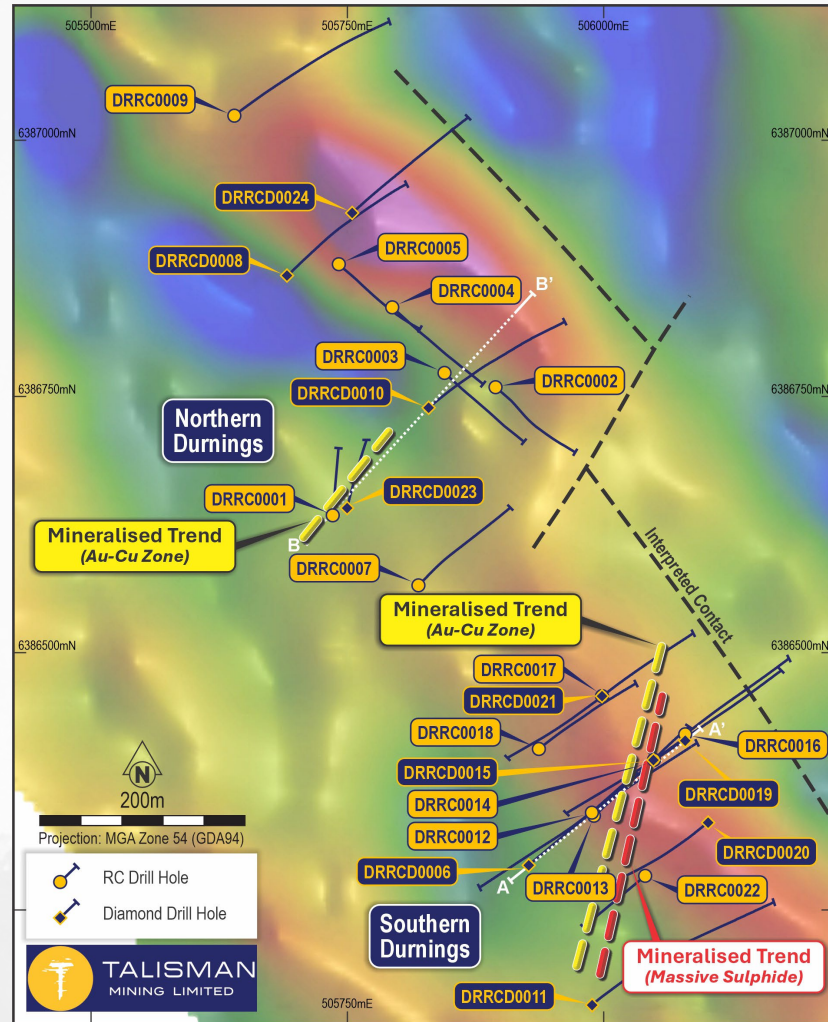 505500mE
505750mE
506000mE
DRRC0009
6387000mN
6387000mN
DRRCD0024
DRRC0005
DRRCD0008
DRRC0004
B'
DRRC0003
DRRC0002
DRRCD0010
6386750mN
6386750mN
Northern
Durnings
DRRCD0023
DRRC0001
Mineralised Trend
(Au-Cu Zone)
B
DRRC0007
Interpreted Contact
Mineralised Trend
(Au-Cu Zone)
6386500mN
6386500mN
DRRC0017
DRRCD0021
DRRC0018
A'
DRRC0016
DRRCD0015
DRRCD0019
DRRC0014
DRRC0012
DRRCD0020
DRRCD0006
A
DRRC0013
DRRC0022
Southern
Durnings
Mineralised Trend
(Massive Sulphide)
DRRCD0011
505750mE
N
200m
Projection: MGA Zone 54 (GDA94)
RC Drill Hole
Diamond Drill Hole
TALISMAN
MINING LIMITED